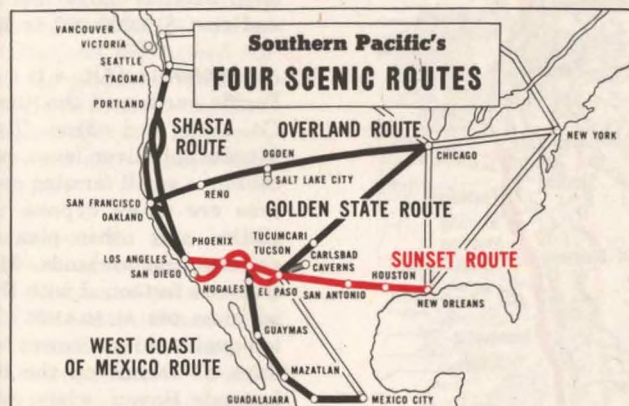 Southern Pacific's
FOUR SCENIC ROUTES
VANCOUVER
VICTORIA
SEATTLE
TACOMA
PORTLAND
SHASTA
ROUTE
OVERLAND ROUTE
NEW YORK
CHICAGO
OGDEN
SALT LAKE CITY
RENO
SAN FRANCISCO
OAKLAND
GOLDEN STATE ROUTE
TUCUMCARI
PHOENIX
TUCSON
CARLSBAD
CAVERNS
SUNSET ROUTE
LOS ANGELES
SAN DIEGO
HOUSTON
NOGALES
EL PASO
SAN ANTONIO
NEW ORLEANS
GUAYMAS
WEST COAST
OF MEXICO ROUTE
MAZATLAN
GUADALAJARA
MEXICO CITY